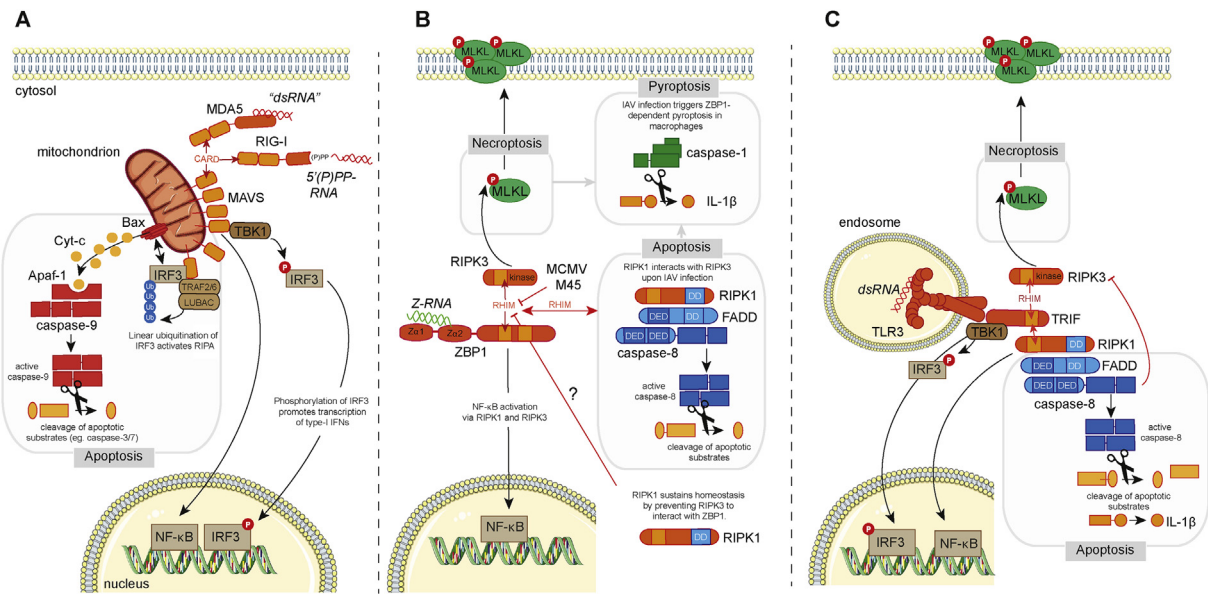 A
cytosol
"dsRNA"
MDA5
RIG-I
mitochondrion
CARD
(P)PP
5'(P)PP-
RNA
MAVS
Bax
TBK1
Cyt-c
Apaf-1
IRF3
P
IRF3
Ub
Ub
Ub
Ub
TRAF2/6
LUBAC
caspase-9
Linear ubiquitination of
IRF3 activates RIPA
active
caspase-9
cleavage of apoptotic
substrates (eg. caspase-3/7)
Apoptosis
Phosphorylation of IRF3
promotes transcription
of type-I IFNs
P
NF-κB
IRF3
nucleus
B
P
P
MLKL
MLKL
P
MLKL
Necroptosis
P
MLKL
Pyroptosis
IAV infection triggers ZBP1-
dependent pyroptosis in
macrophages
caspase-1
IL-1β
RIPK3
kinase
MCMV
M45
RHIM
RHIM
Z-RNA
Zα1
Zα2
ZBP1
Apoptosis
RIPK1 interacts with RIPK3
upon IAV infection
DD
RIPK1
DED
DD
FADD
DED
DED
caspase-8
active
caspase-8
cleavage of apoptotic
substrates
?
NF-κB activation
via RIPK1 and RIPK3
RIPK1 sustains homeostasis
by preventing RIPK3 to
interact with ZBP1.
DD
RIPK1
NF-κB
C
P
P
MLKL
MLKL
P
MLKL
Necroptosis
P
MLKL
endosome
dsRNA
TLR3
kinase
RIPK3
RHIM
TRIF
TBK1
DD
RIPK1
P
IRF3
DED
DD
FADD
DED
DED
caspase-8
active
caspase-8
cleavage of apoptotic
substrates
IL-1β
Apoptosis
P
IRF3
NF-κB